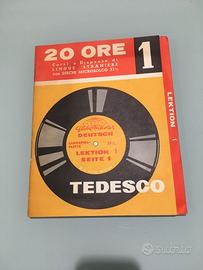 20 ORE 1
Corsi a Dispense di
LINGUE STRANIERE
con DISCHI MICROSOLCO 33⅓
LEKTION 1
DEUTSCH
LEKTION 1
SEITE 1
TEDESCO
subito